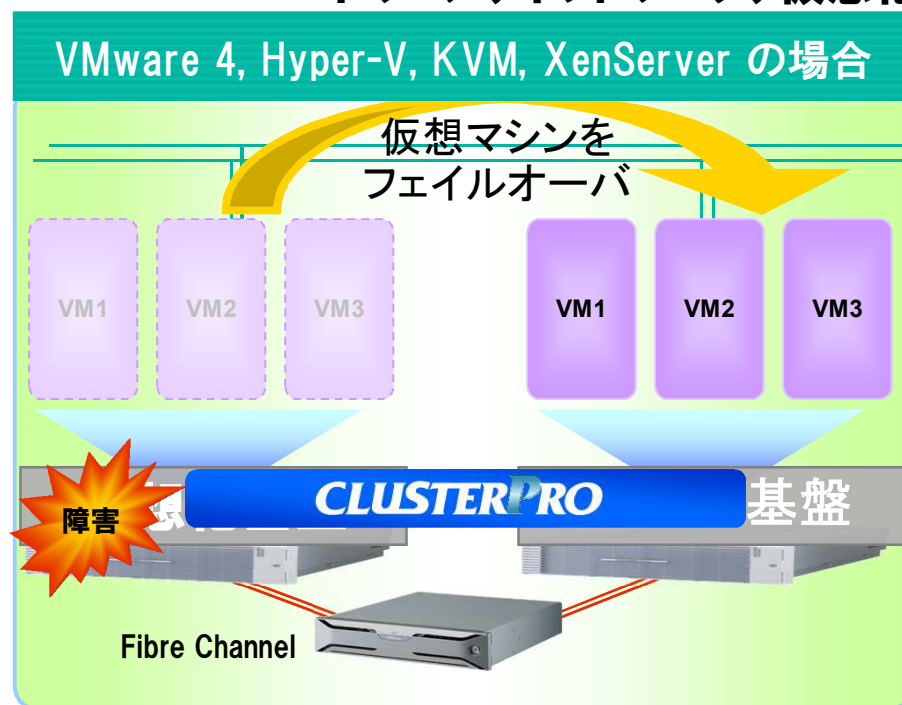 VMware 4, Hyper-V, KVM, XenServer の場合
仮想マシンを
フェイルオーバ
VM1
VM2
VM3
VM1
VM2
VM3
障害
CLUSTERPRO
基盤
Fibre Channel